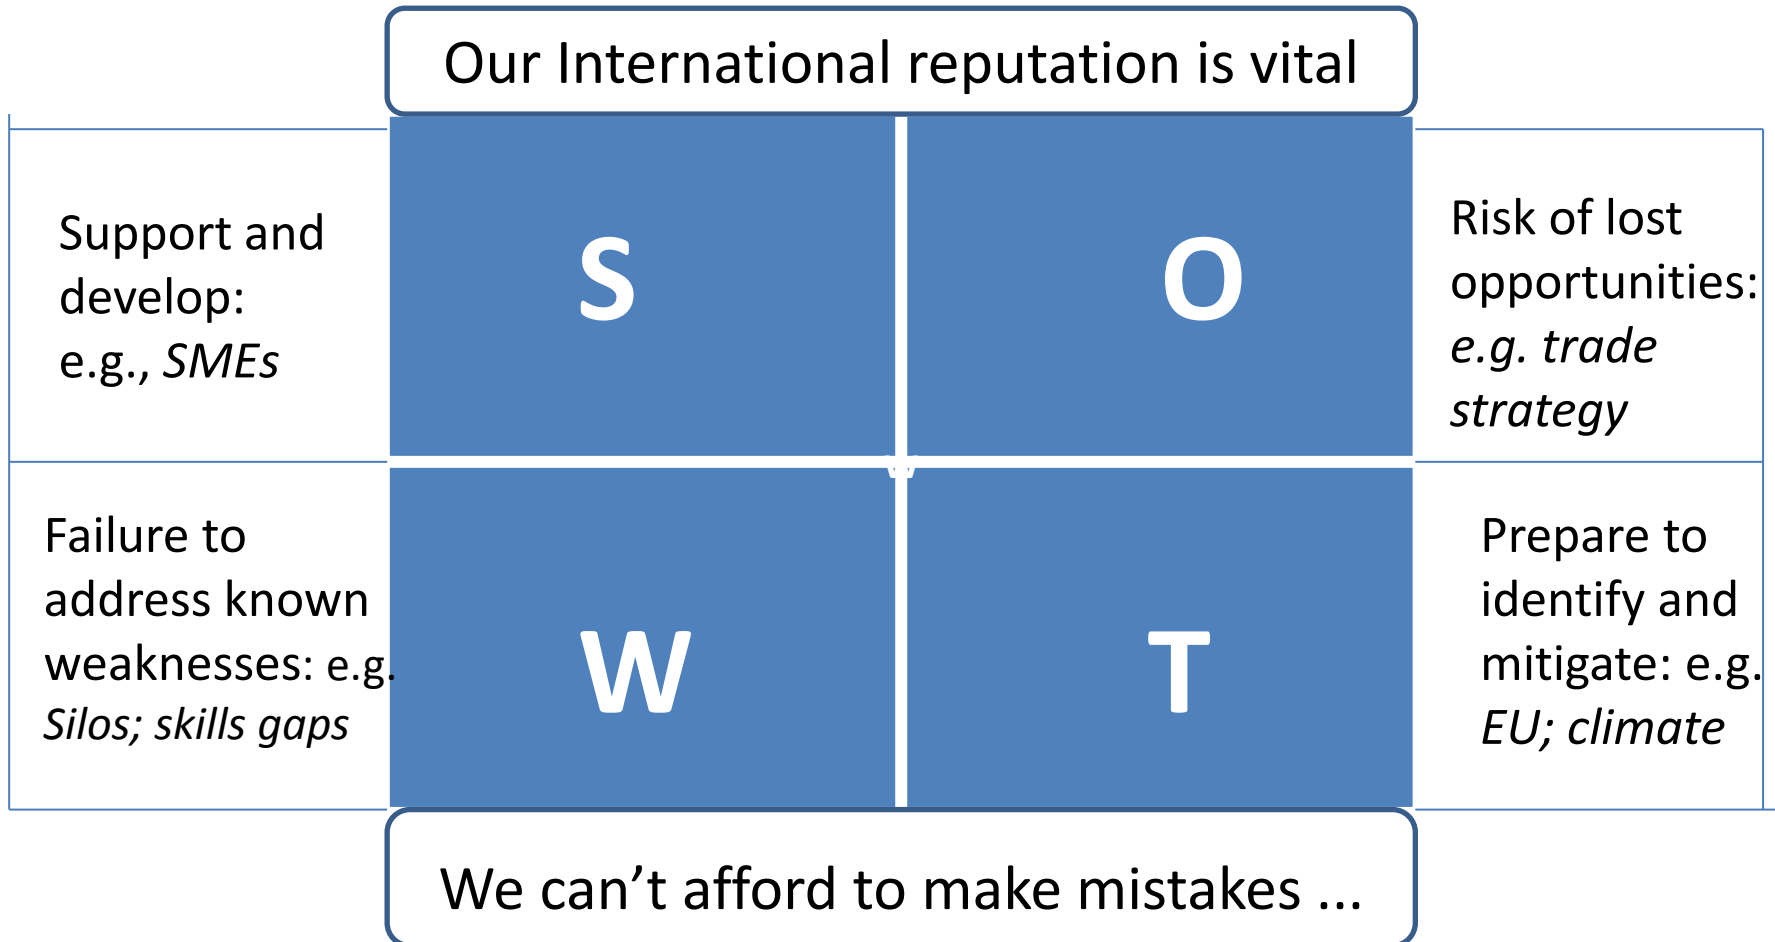 Our International reputation is vital
Support and
develop:
e.g., SMEs
S
O
Risk of lost
opportunities:
e.g. trade
strategy
Failure to
address known
weaknesses: e.g.
Silos; skills gaps
W
T
Prepare to
identify and
mitigate: e.g.
EU; climate
We can’t afford to make mistakes ...